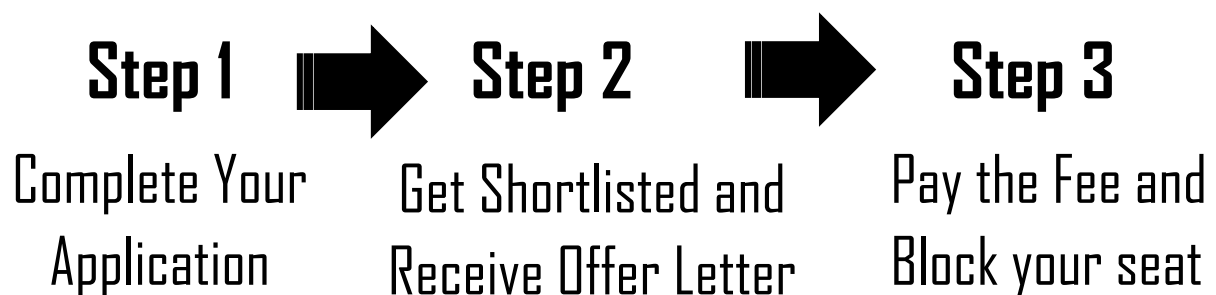 Step 1
Complete Your
Application
Step 2
Get Shortlisted and
Receive Offer Letter
Step 3
Pay the Fee and
Block your seat